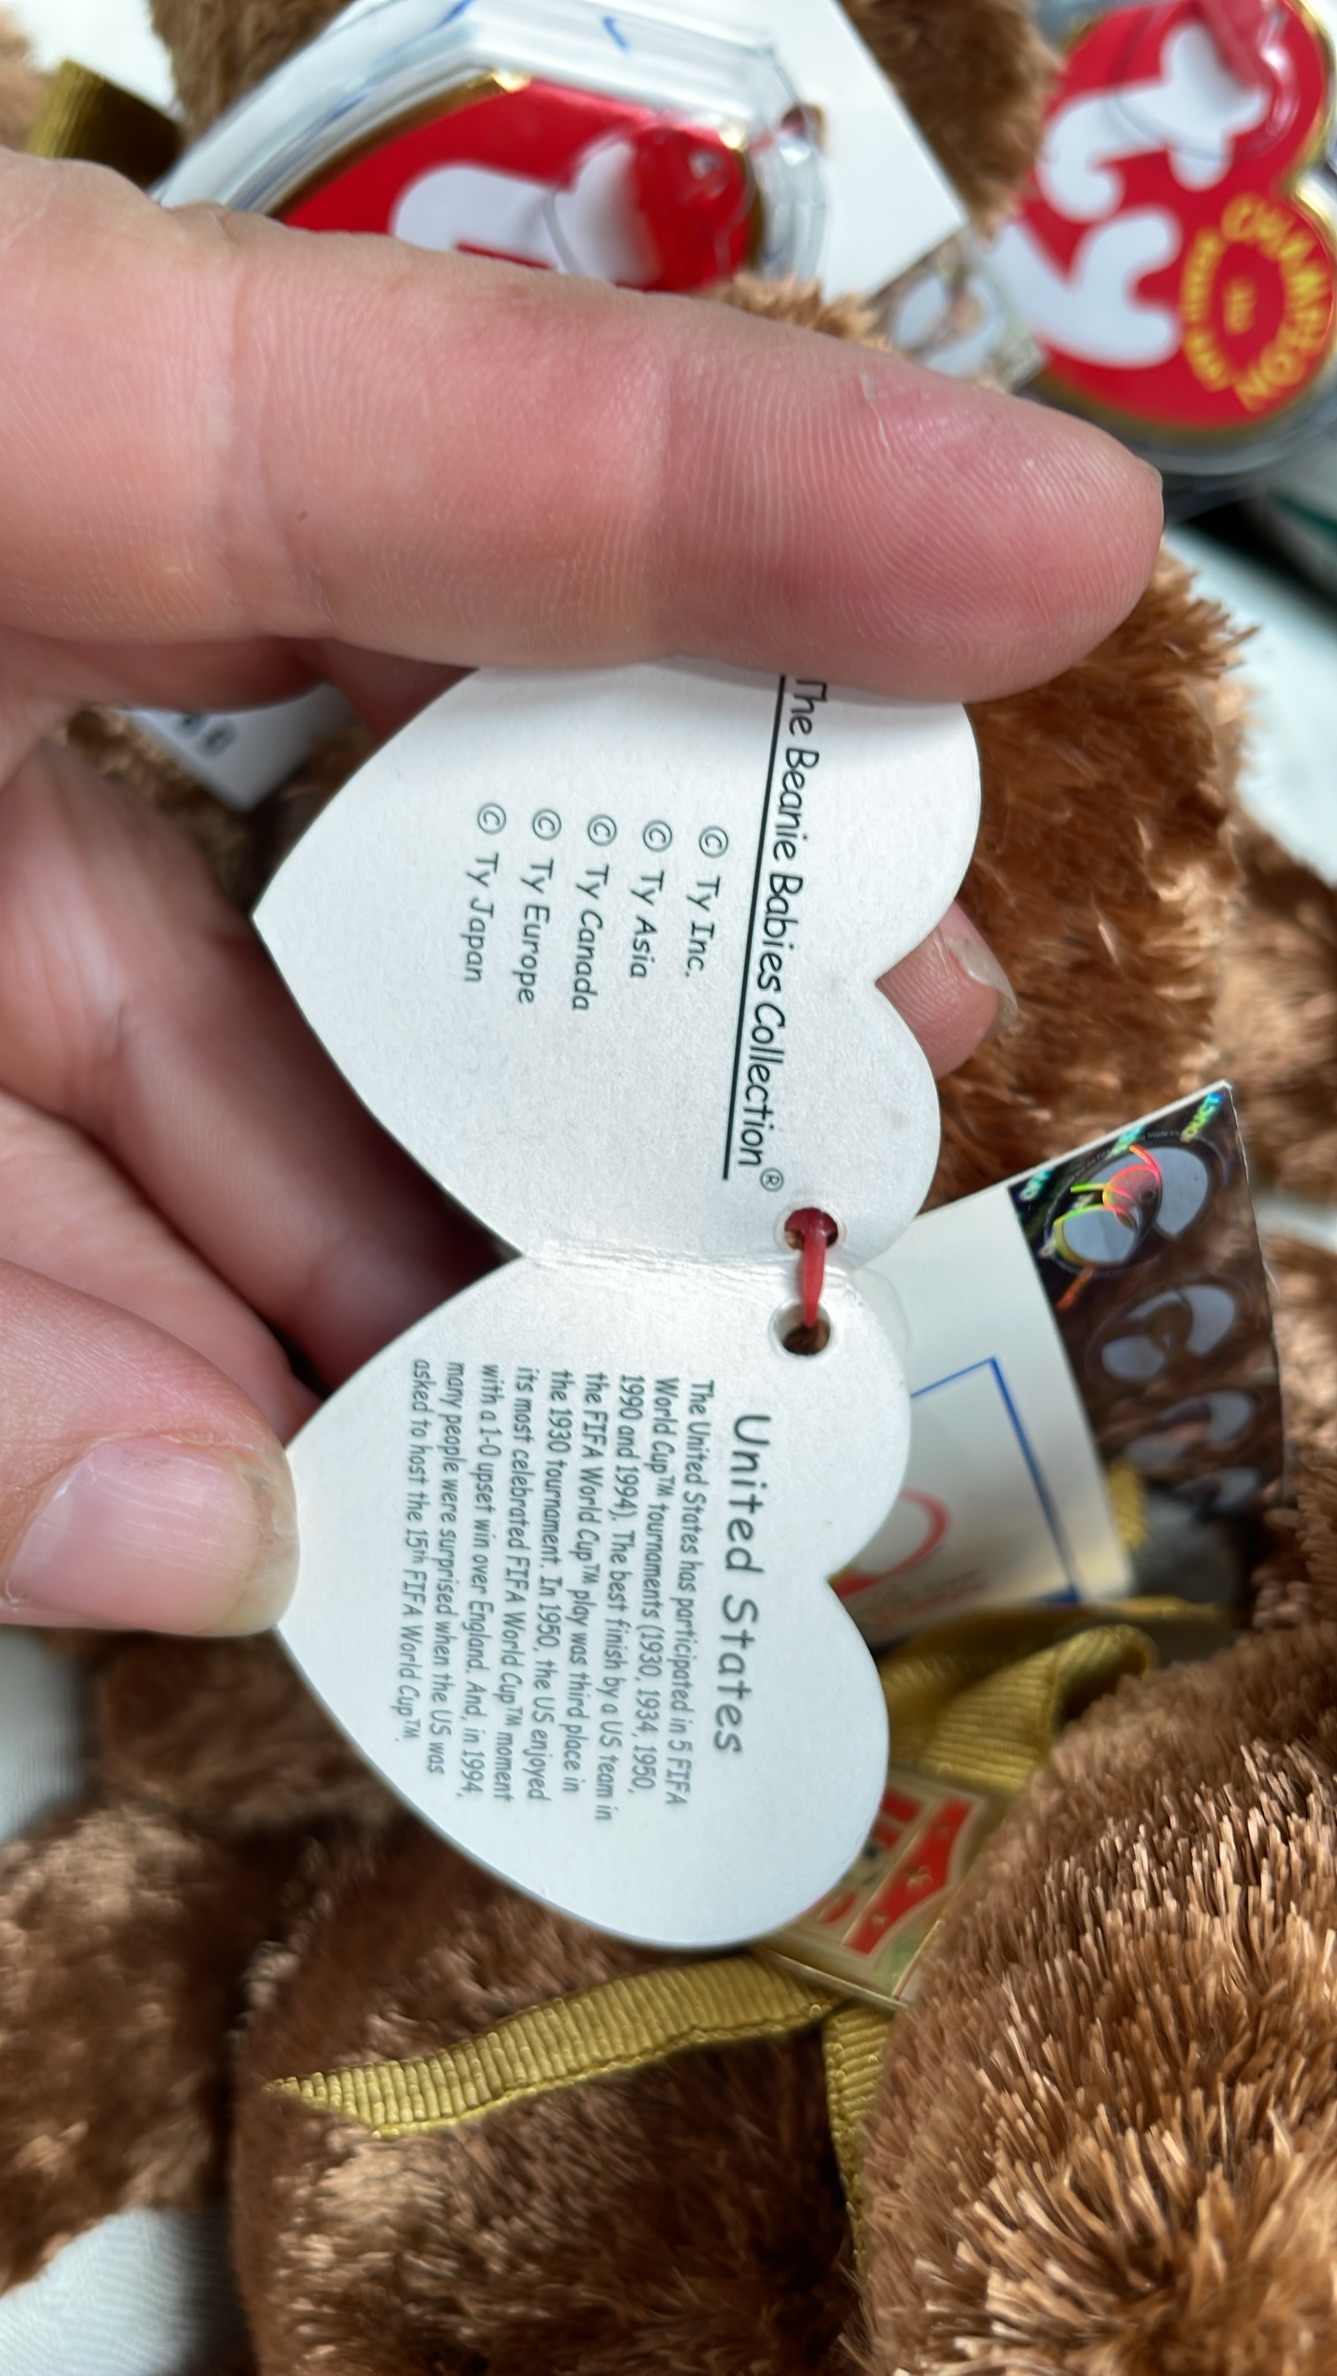 The Beanie Babies Collection®
© Ty Inc.
© Ty Asia
© Ty Canada
© Ty Europe
© Ty Japan
United States
The United States has participated in 5 FIFA
World Cup™ tournaments (1930, 1934, 1950,
1990 and 1994). The best finish by a US team in
the FIFA World Cup™ play was third place in
the 1930 tournament. In 1950, the US enjoyed
its most celebrated FIFA World Cup™ moment
with a 1-0 upset win over England. And, in 1994,
many people were surprised when the US was
asked to host the 15th FIFA World Cup™.
ty
CHAMPION